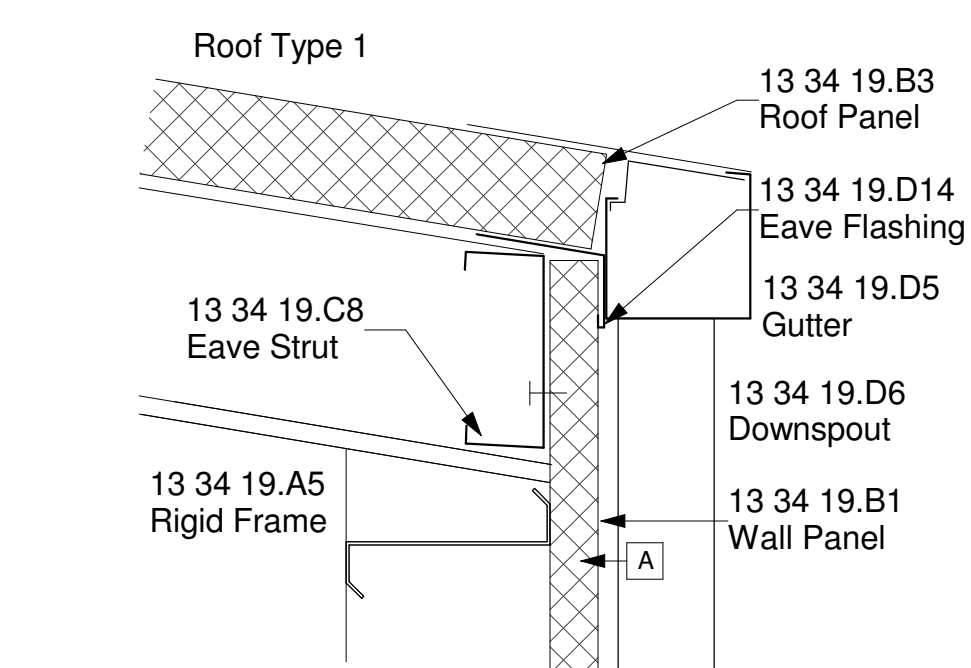 Roof Type 1
13 34 19.B3
Roof Panel
13 34 19.D14
Eave Flashing
13 34 19.D5
Gutter
13 34 19.C8
Eave Strut
13 34 19.D6
Downspout
13 34 19.A5
Rigid Frame
13 34 19.B1
Wall Panel
A